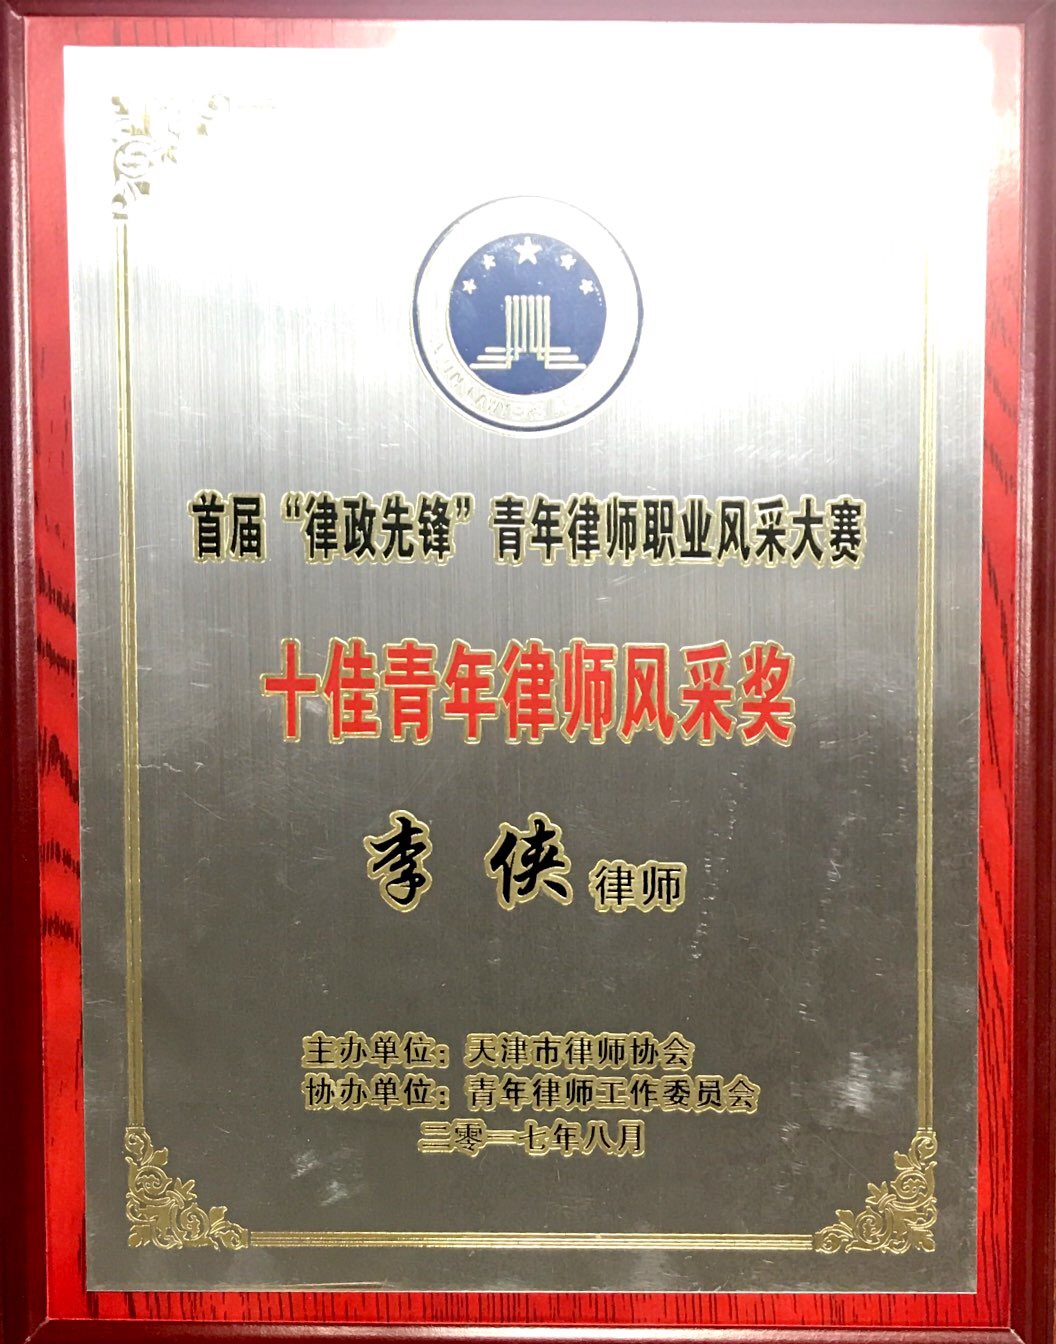 首届“律政先锋”青年律师职业风采大赛
十佳青年律师风采奖
李 侠 律师
主办单位：天津市律师协会
协办单位：青年律师工作委员会
二零一七年八月